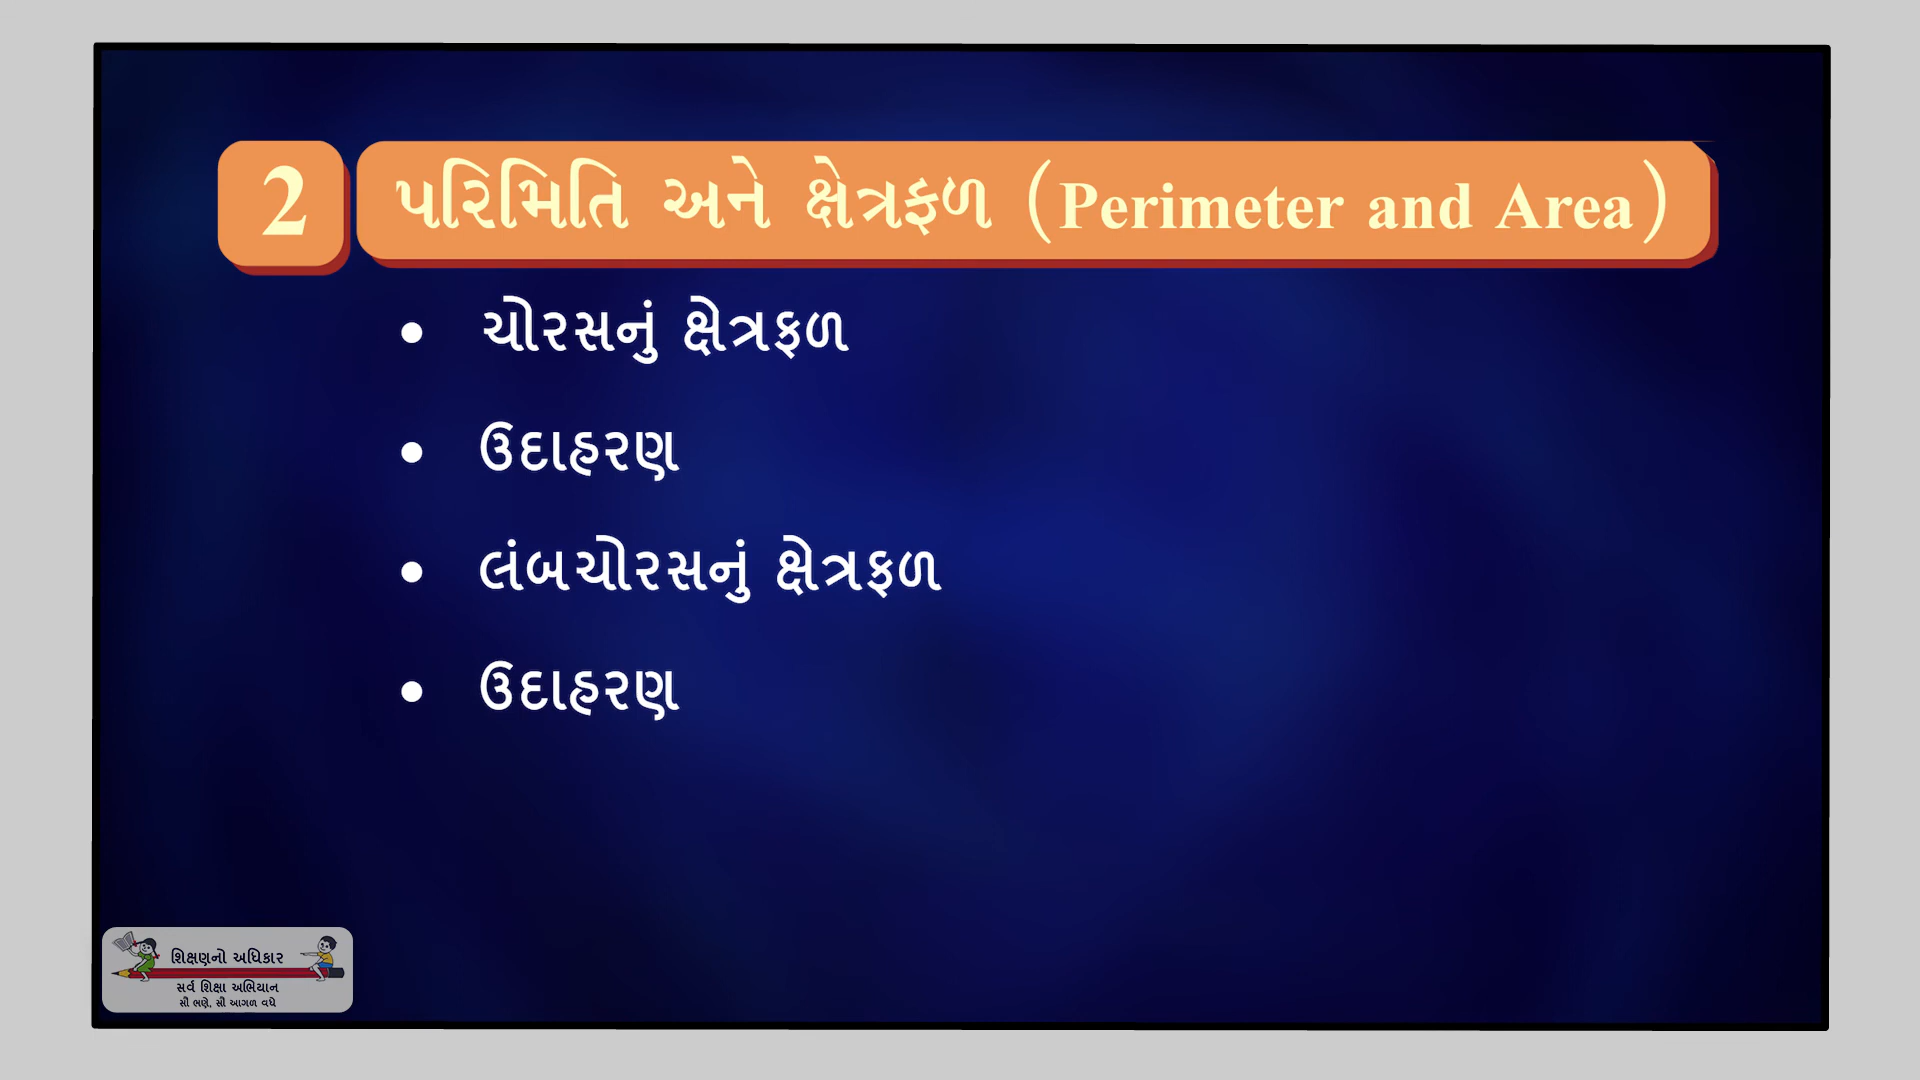 2 પરિમિતિ અને ક્ષેત્રફળ (Perimeter and Area)
• ચોરસનું ક્ષેત્રફળ
• ઉદાહરણ
• લંબચોરસનું ક્ષેત્રફળ
• ઉદાહરણ
શિક્ષણનો અધિકાર
સર્વ શિક્ષા અભિયાન
સૌ ભણે, સૌ આગળ વધે